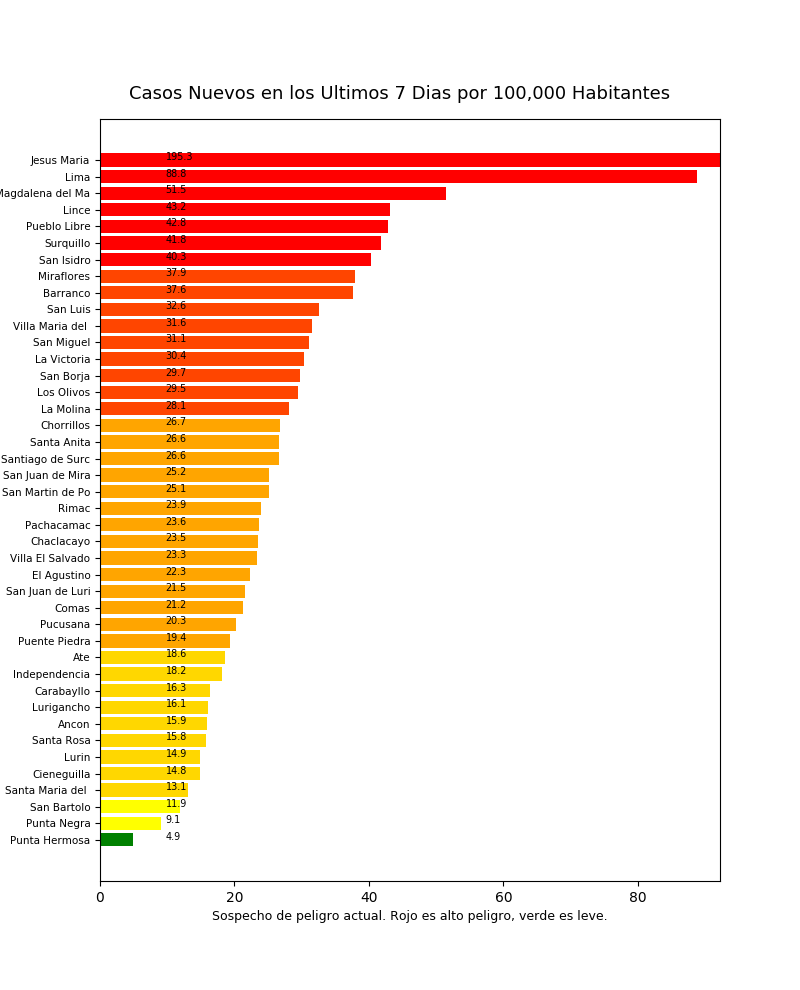 Casos Nuevos en los Ultimos 7 Dias por 100,000 Habitantes
Jesus Maria 195.3
Lima 88.8
Magdalena del Ma 51.5
Lince 43.2
Pueblo Libre 42.8
Surquillo 41.8
San Isidro 40.3
Miraflores 37.9
Barranco 37.6
San Luis 32.6
Villa Maria del 31.6
San Miguel 31.1
La Victoria 30.4
San Borja 29.7
Los Olivos 29.5
La Molina 28.1
Chorrillos 26.7
Santa Anita 26.6
Santiago de Surc 26.6
San Juan de Mira 25.2
San Martin de Po 25.1
Rimac 23.9
Pachacamac 23.6
Chaclacayo 23.5
Villa El Salvado 23.3
El Agustino 22.3
San Juan de Luri 21.5
Comas 21.2
Pucusana 20.3
Puente Piedra 19.4
Ate 18.6
Independencia 18.2
Carabayllo 16.3
Lurigancho 16.1
Ancon 15.9
Santa Rosa 15.8
Lurin 14.9
Cieneguilla 14.8
Santa Maria del 13.1
San Bartolo 11.9
Punta Negra 9.1
Punta Hermosa 4.9
0 20 40 60 80
Sospecho de peligro actual. Rojo es alto peligro, verde es leve.